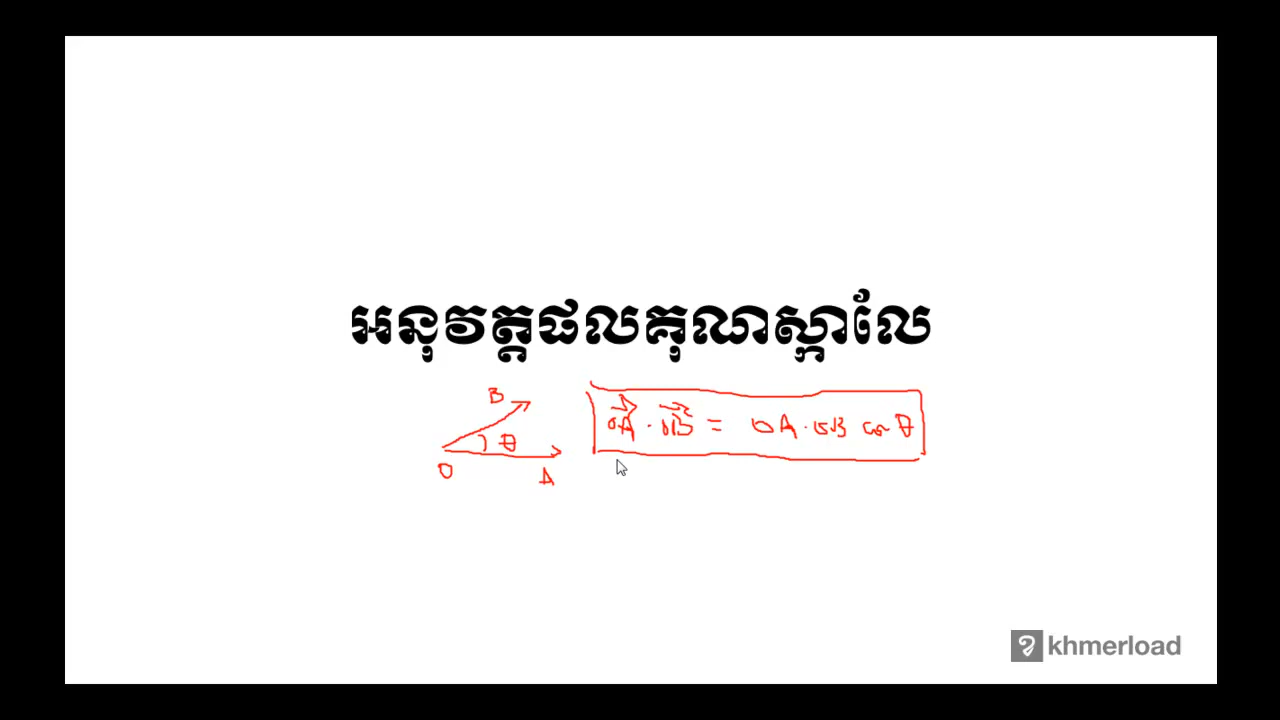 អនុវត្តផលគុណស្កាលែ
B
θ
O
A
OA · OB = OA · OB cos θ
khmerload